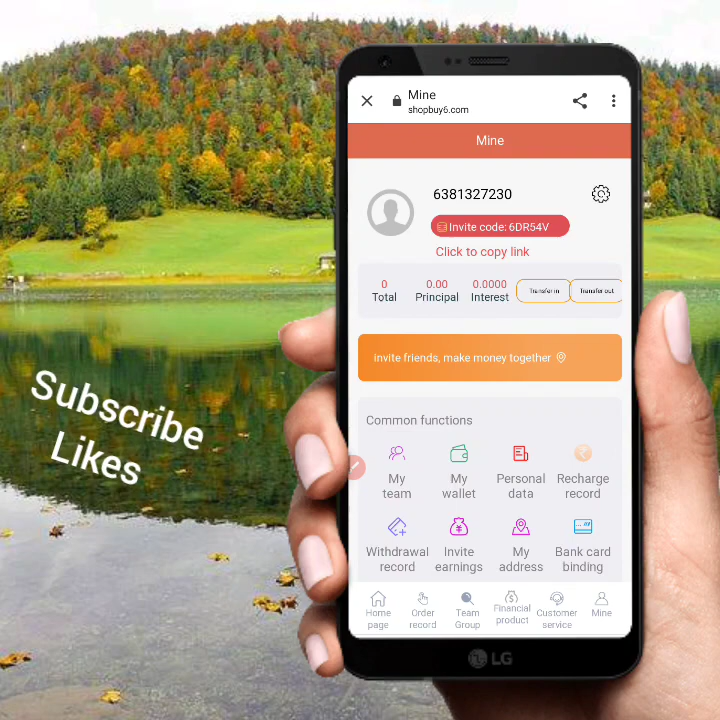 Mine
shopbuy6.com
Mine
6381327230
Invite code: 6DR54V
Click to copy link
0
Total
0.00
Principal
0.0000
Interest
Transfer in
Transfer out
invite friends, make money together
Common functions
My
team
My
wallet
Personal
data
Recharge
record
Withdrawal
record
Invite
earnings
My
address
Bank card
binding
Home
page
Order
record
Team
Group
Financial
product
Customer
service
Mine
LG
Subscribe
Likes